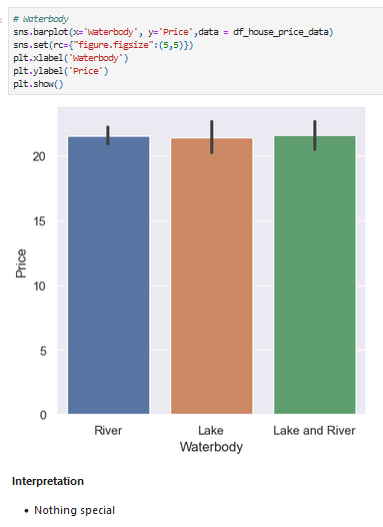 # Waterbody
sns.barplot(x='Waterbody', y='Price',data = df_house_price_data)
sns.set(rc={"figure.figsize":(5,5)})
plt.xlabel('Waterbody')
plt.ylabel('Price')
plt.show()
20
15
10
5
0
Price
River Lake Lake and River
Waterbody
Interpretation
• Nothing special